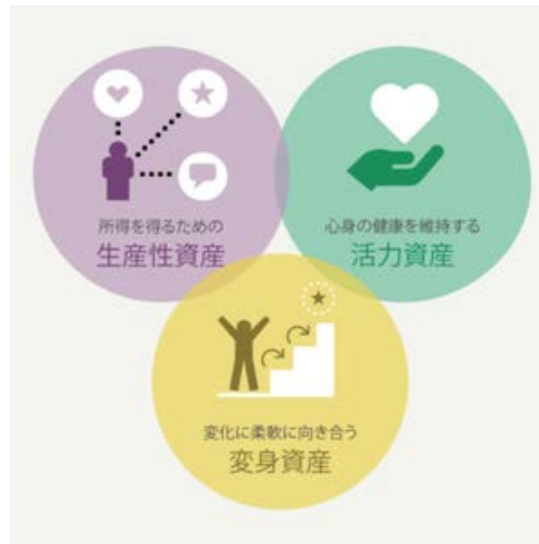 所得を得るための
生産性資産
心身の健康を維持する
活力資産
変化に柔軟に向き合う
変身資産